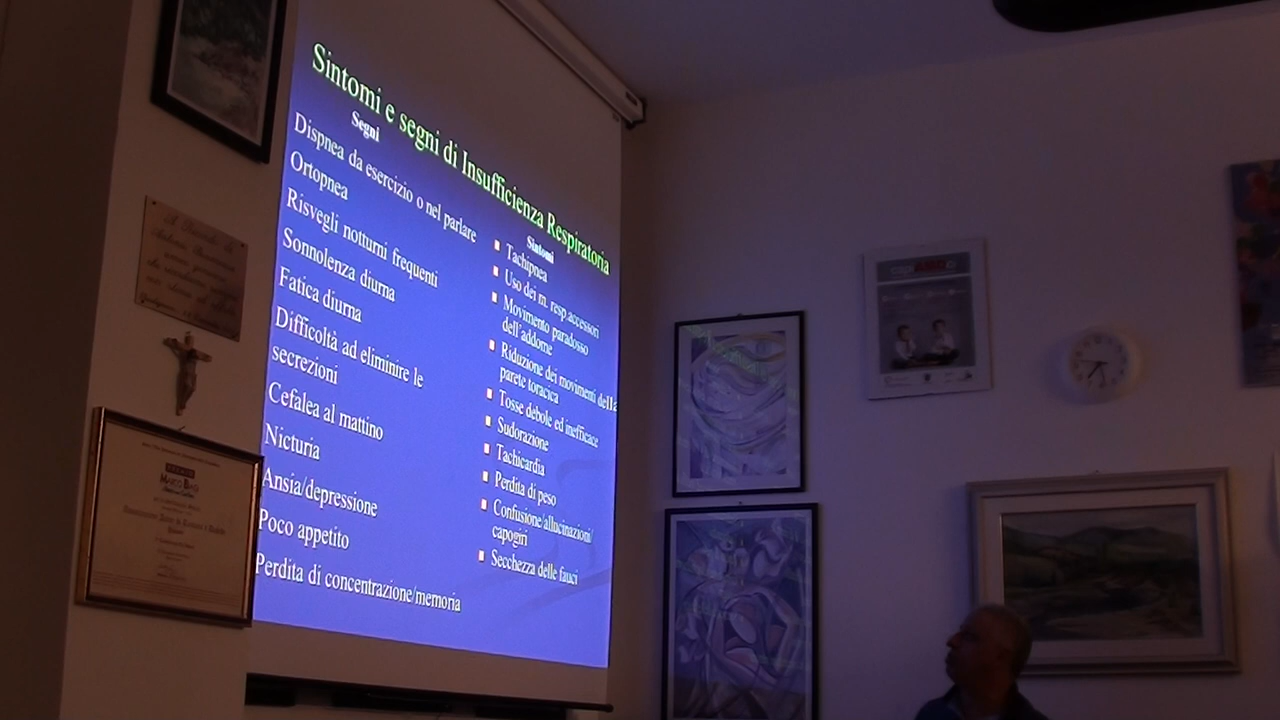 Sintomi e segni di Insufficienza Respiratoria
Segni
Dispnea da esercizio o nel parlare
Ortopnea
Risvegli notturni frequenti
Sonnolenza diurna
Fatica diurna
Difficoltà ad eliminire le
secrezioni
Cefalea al mattino
Nicturia
Ansia/depressione
Poco appetito
Perdita di concentrazione/memoria
Sintomi
Tachipnea
Uso dei m. resp.accessori
Movimento paradosso
dell'addome
Riduzione dei movimenti della
parete toracica
Tosse debole ed inefficace
Sudorazione
Tachicardia
Perdita di peso
Confusione/allucinazioni/
capogiri
Secchezza delle fauci
PREMIO